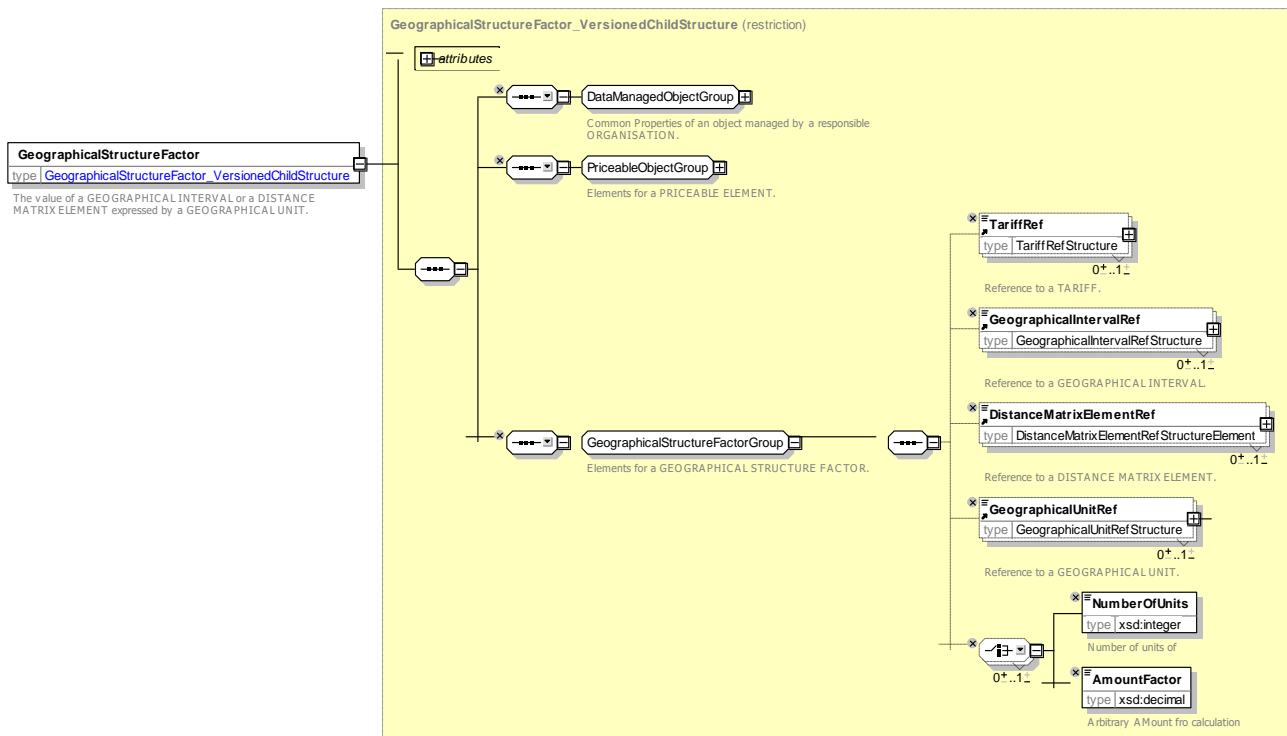 GeographicalStructureFactor_VersionedChildStructure (restriction)
attributes
DataManagedObjectGroup
Common Properties of an object managed by a responsible
ORGANISATION.
GeographicalStructureFactor
type GeographicalStructureFactor_VersionedChildStructure
The value of a GEOGRAPHICAL INTERVAL or a DISTANCE
MATRIX ELEMENT expressed by a GEOGRAPHICAL UNIT.
PriceableObjectGroup
Elements for a PRICEABLE ELEMENT.
GeographicalStructureFactorGroup
Elements for a GEOGRAPHICAL STRUCTURE FACTOR.
TariffRef
type TariffRefStructure
0..1
Reference to a TARIFF.
GeographicalIntervalRef
type GeographicalIntervalRefStructure
0..1
Reference to a GEOGRAPHICAL INTERVAL.
DistanceMatrixElementRef
type DistanceMatrixElementRefStructureElement
0..1
Reference to a DISTANCE MATRIX ELEMENT.
GeographicalUnitRef
type GeographicalUnitRefStructure
0..1
Reference to a GEOGRAPHICAL UNIT.
0..1
NumberOfUnits
type xsd:integer
Number of units of
AmountFactor
type xsd:decimal
Arbitrary AMount fro calculation